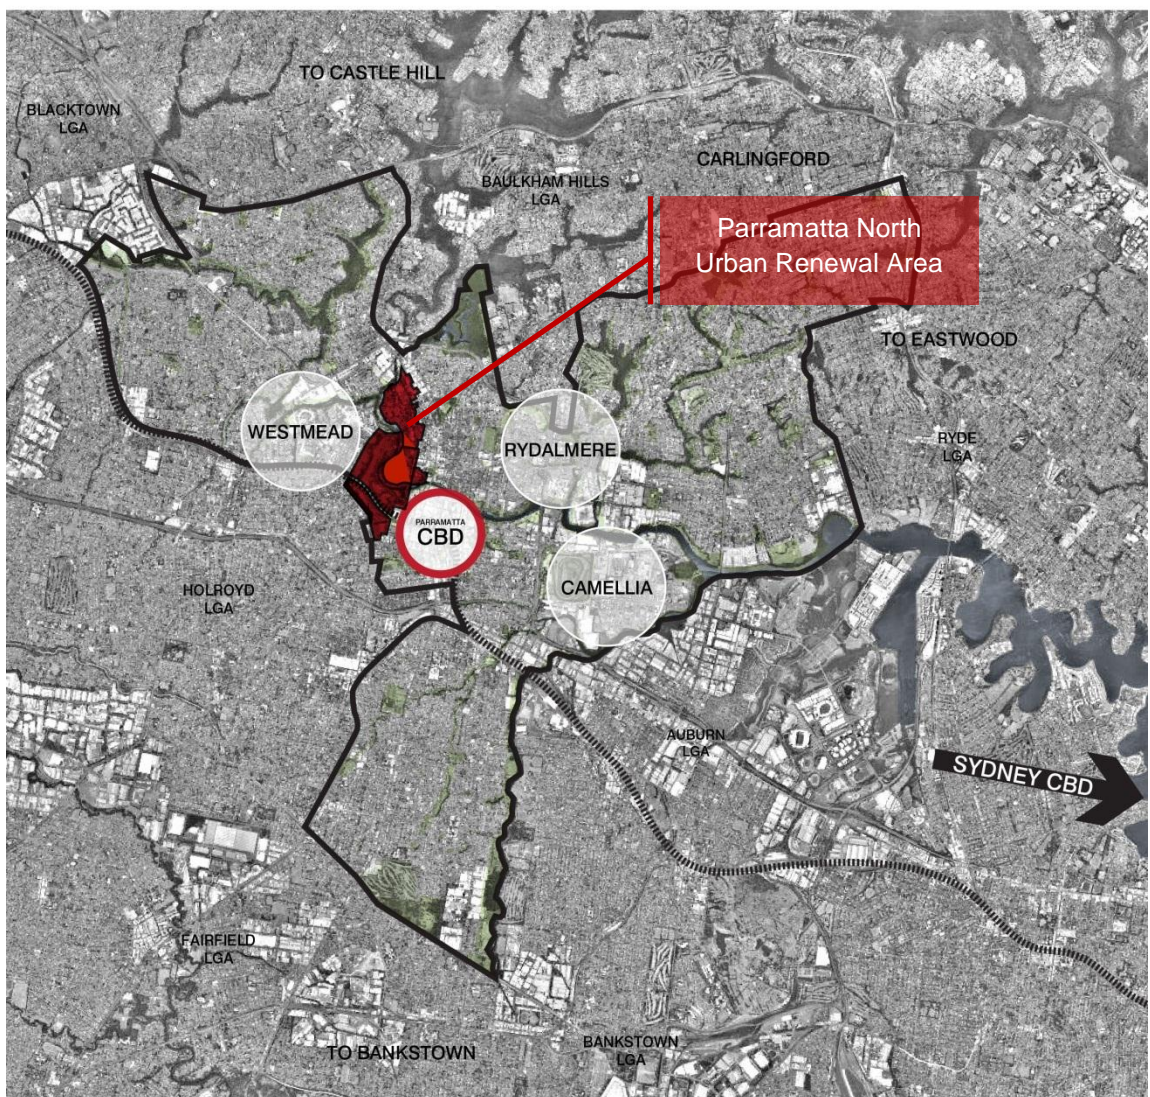 TO CASTLE HILL
BLACKTOWN
LGA
CARLINGFORD
BAULKHAM HILLS
LGA
Parramatta North
Urban Renewal Area
TO EASTWOOD
WESTMEAD
RYDALMERE
RYDE
LGA
PARRAMATTA
CBD
CAMELLIA
HOLROYD
LGA
AUBURN
LGA
SYDNEY CBD
FAIRFIELD
LGA
TO BANKSTOWN
BANKSTOWN
LGA